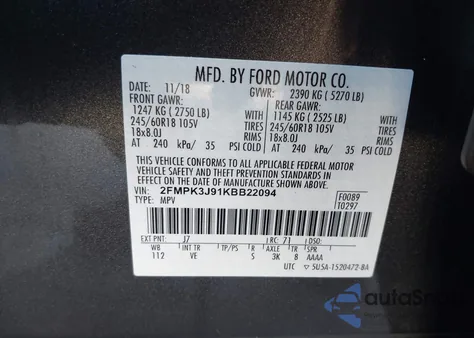 MFD. BY FORD MOTOR CO.
DATE: 11/18 GVWR: 2390 KG ( 5270 LB)
FRONT GAWR: REAR GAWR:
1247 KG ( 2750 LB) WITH 1145 KG ( 2525 LB) WITH
245/60R18 105V TIRES 245/60R18 105V TIRES
18x8.0J RIMS 18x8.0J RIMS
AT 240 kPa/ 35 PSI COLD AT 240 kPa/ 35 PSI COLD
THIS VEHICLE CONFORMS TO ALL APPLICABLE FEDERAL MOTOR
VEHICLE SAFETY AND THEFT PREVENTION STANDARDS IN EFFECT ON
THE DATE OF MANUFACTURE SHOWN ABOVE.
VIN: 2FMPK3J91KBB22094 F0089
TYPE: MPV T0297
EXT PNT: J7 RC: 71 DSO:
WB INT TR TP/PS R AXLE TR SPR
112 VE 5 3K 8 AAAA
UTC ▽5U5A-1520472-BA